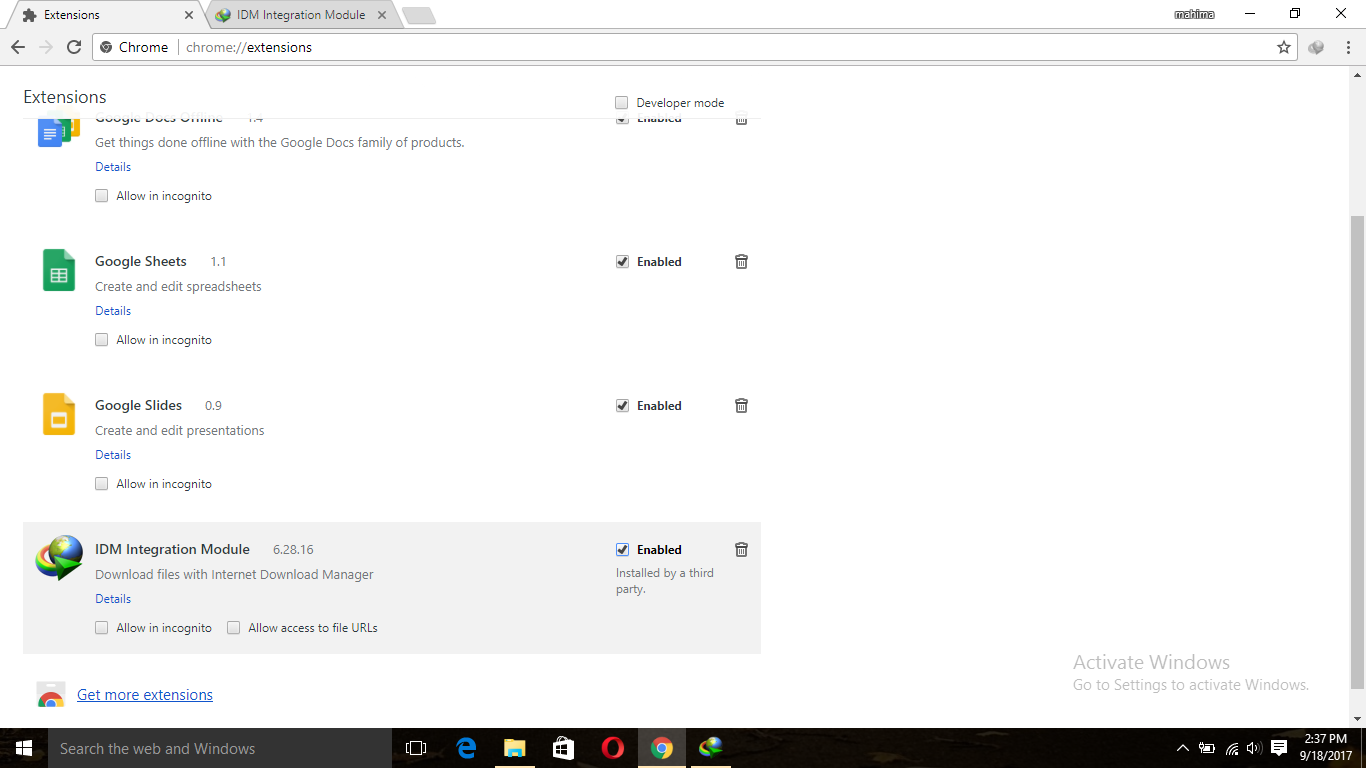 Extensions
IDM Integration Module
mahima
Chrome
chrome://extensions
Extensions
Developer mode
Google Docs Offline 1.4
Enabled
Get things done offline with the Google Docs family of products.
Details
Allow in incognito
Google Sheets 1.1
Enabled
Create and edit spreadsheets
Details
Allow in incognito
Google Slides 0.9
Enabled
Create and edit presentations
Details
Allow in incognito
IDM Integration Module 6.28.16
Enabled
Download files with Internet Download Manager
Installed by a third
party.
Details
Allow in incognito
Allow access to file URLs
Get more extensions
Activate Windows
Go to Settings to activate Windows.
Search the web and Windows
2:37 PM
9/18/2017